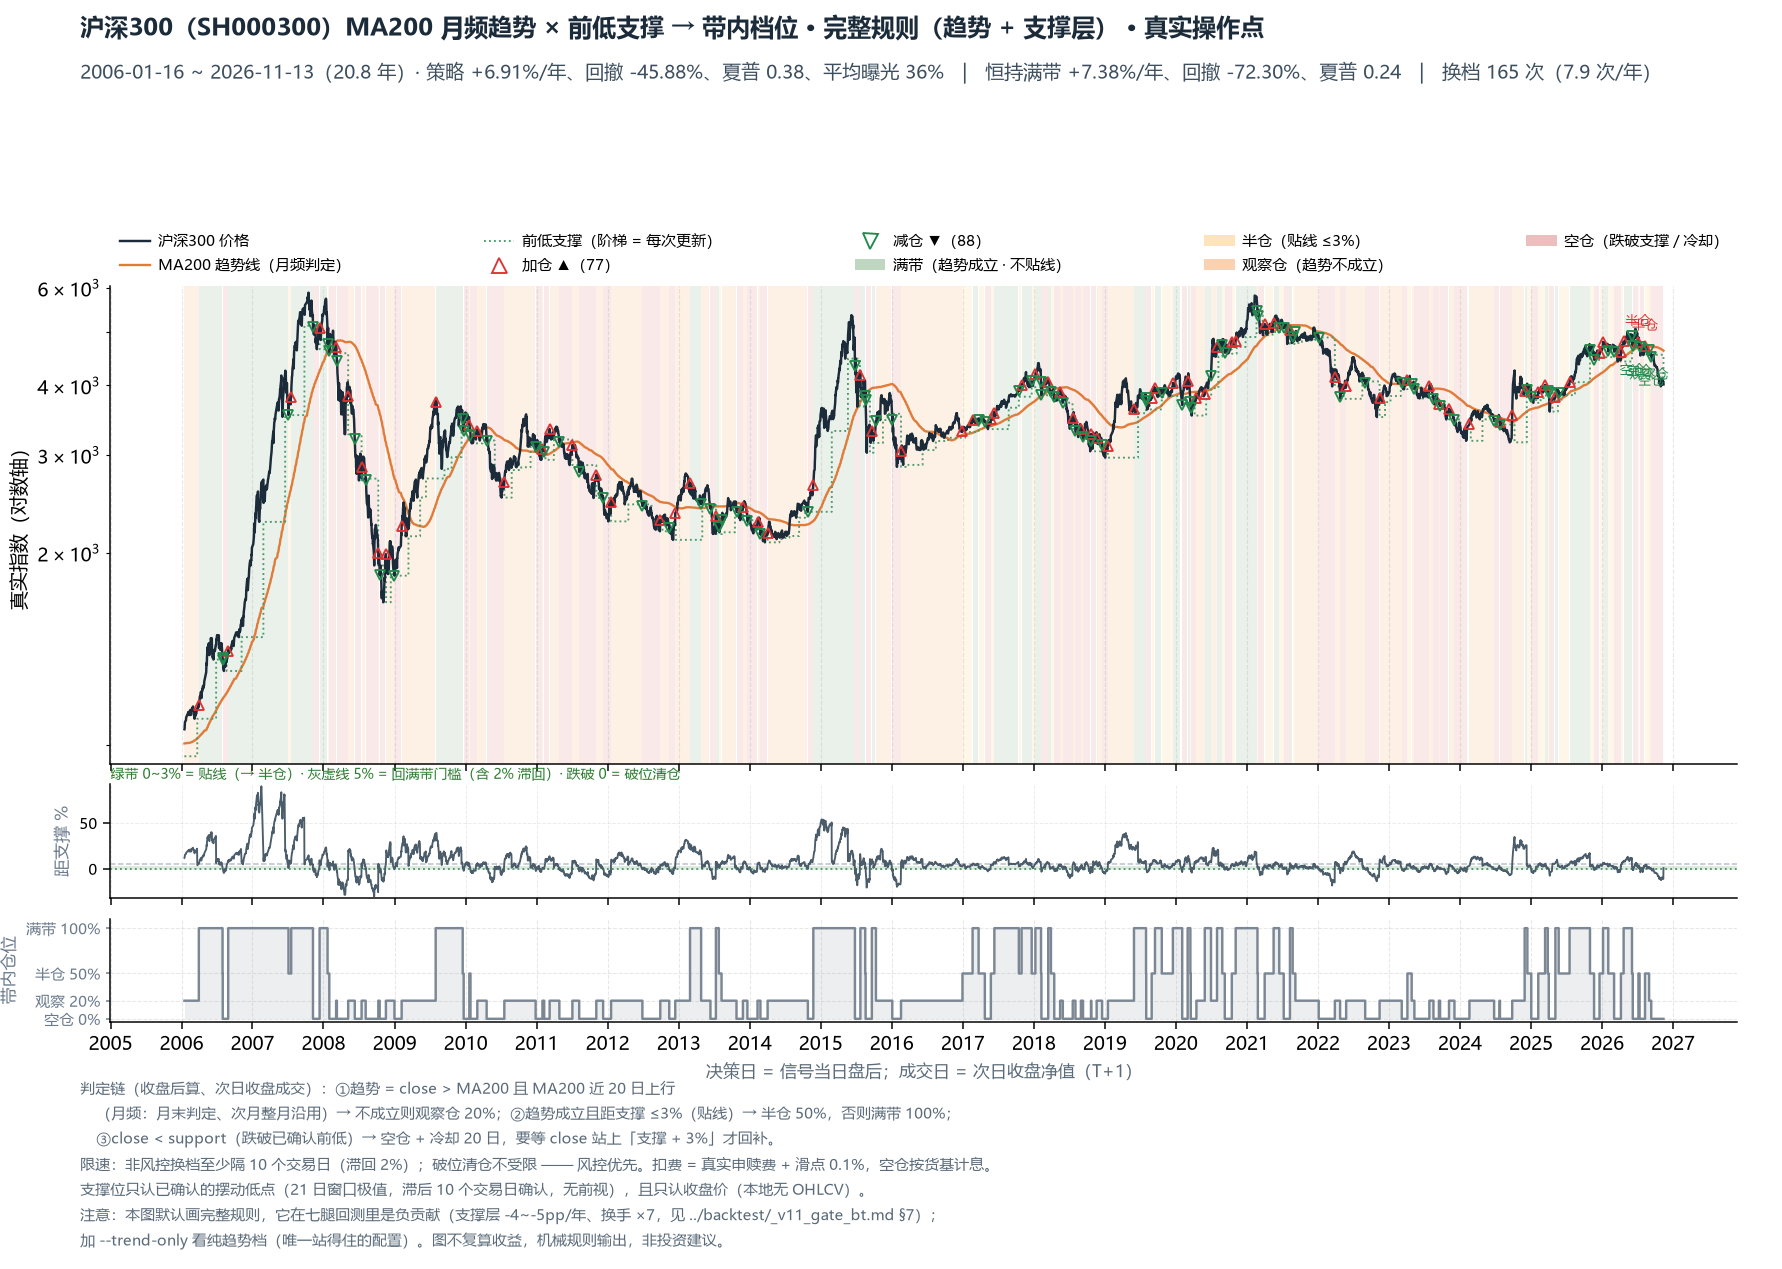 沪深300（SH000300）MA200 月频趋势 × 前低支撑 → 带内档位 • 完整规则（趋势 + 支撑层） • 真实操作点
2006-01-16 ~ 2026-11-13（20.8 年）· 策略 +6.91%/年、回撤 -45.88%、夏普 0.38、平均曝光 36% | 恒持满带 +7.38%/年、回撤 -72.30%、夏普 0.24 | 换档 165 次（7.9 次/年）
沪深300 价格
前低支撑（阶梯 = 每次更新）
减仓 ▼（88）
半仓（贴线 ≤3%）
空仓（跌破支撑 / 冷却）
MA200 趋势线（月频判定）
加仓 ▲（77）
满带（趋势成立 · 不贴线）
观察仓（趋势不成立）
真实指数（对数轴）
6 × 10³
4 × 10³
3 × 10³
2 × 10³
半仓
空仓
绿带 0~3% = 贴线（→ 半仓）· 灰虚线 5% = 回满带门槛（含 2% 滞回）· 跌破 0 = 破位清仓
距支撑 %
50
0
带内仓位
满带 100%
半仓 50%
观察 20%
空仓 0%
2005 2006 2007 2008 2009 2010 2011 2012 2013 2014 2015 2016 2017 2018 2019 2020 2021 2022 2023 2024 2025 2026 2027
决策日 = 信号当日盘后；成交日 = 次日收盘净值（T+1）
判定链（收盘后算、次日收盘成交）：①趋势 = close > MA200 且 MA200 近 20 日上行
（月频：月末判定、次月整月沿用）→ 不成立则观察仓 20%；②趋势成立且距支撑 ≤3%（贴线）→ 半仓 50%，否则满带 100%；
③close < support（跌破已确认前低）→ 空仓 + 冷却 20 日，要等 close 站上「支撑 + 3%」才回补。
限速：非风控换档至少隔 10 个交易日（滞回 2%）；破位清仓不受限 —— 风控优先。扣费 = 真实申赎费 + 滑点 0.1%，空仓按货基计息。
支撑位只认已确认的摆动低点（21 日窗口极值，滞后 10 个交易日确认，无前视），且只认收盘价（本地无 OHLCV）。
注意：本图默认画完整规则，它在七腿回测里是负贡献（支撑层 -4~-5pp/年、换手 ×7，见 ../backtest/_v11_gate_bt.md §7）；
加 --trend-only 看纯趋势档（唯一站得住的配置）。图不复算收益，机械规则输出，非投资建议。